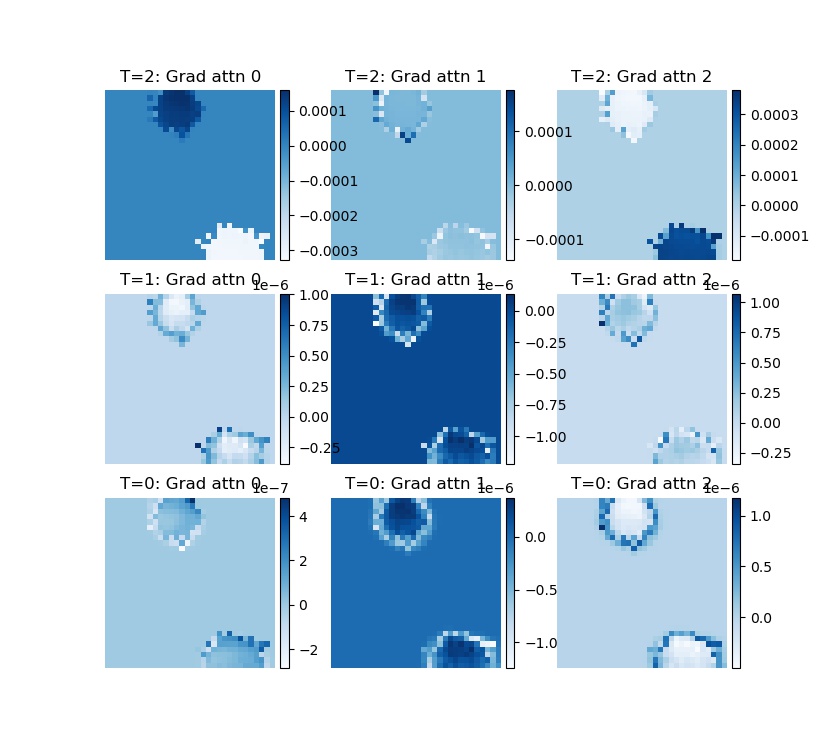 T=2: Grad attn 0
T=2: Grad attn 1
T=2: Grad attn 2
0.0001
0.0000
−0.0001
−0.0002
−0.0003
0.0001
0.0000
−0.0001
0.0003
0.0002
0.0001
0.0000
−0.0001
T=1: Grad attn 0
1e−6
T=1: Grad attn 1
1e−6
T=1: Grad attn 2
1e−6
1.00
0.75
0.50
0.25
0.00
−0.25
0.00
−0.25
−0.50
−0.75
−1.00
1.00
0.75
0.50
0.25
0.00
−0.25
T=0: Grad attn 0
1e−7
T=0: Grad attn 1
1e−6
T=0: Grad attn 2
1e−6
4
2
0
−2
0.0
−0.5
−1.0
1.0
0.5
0.0